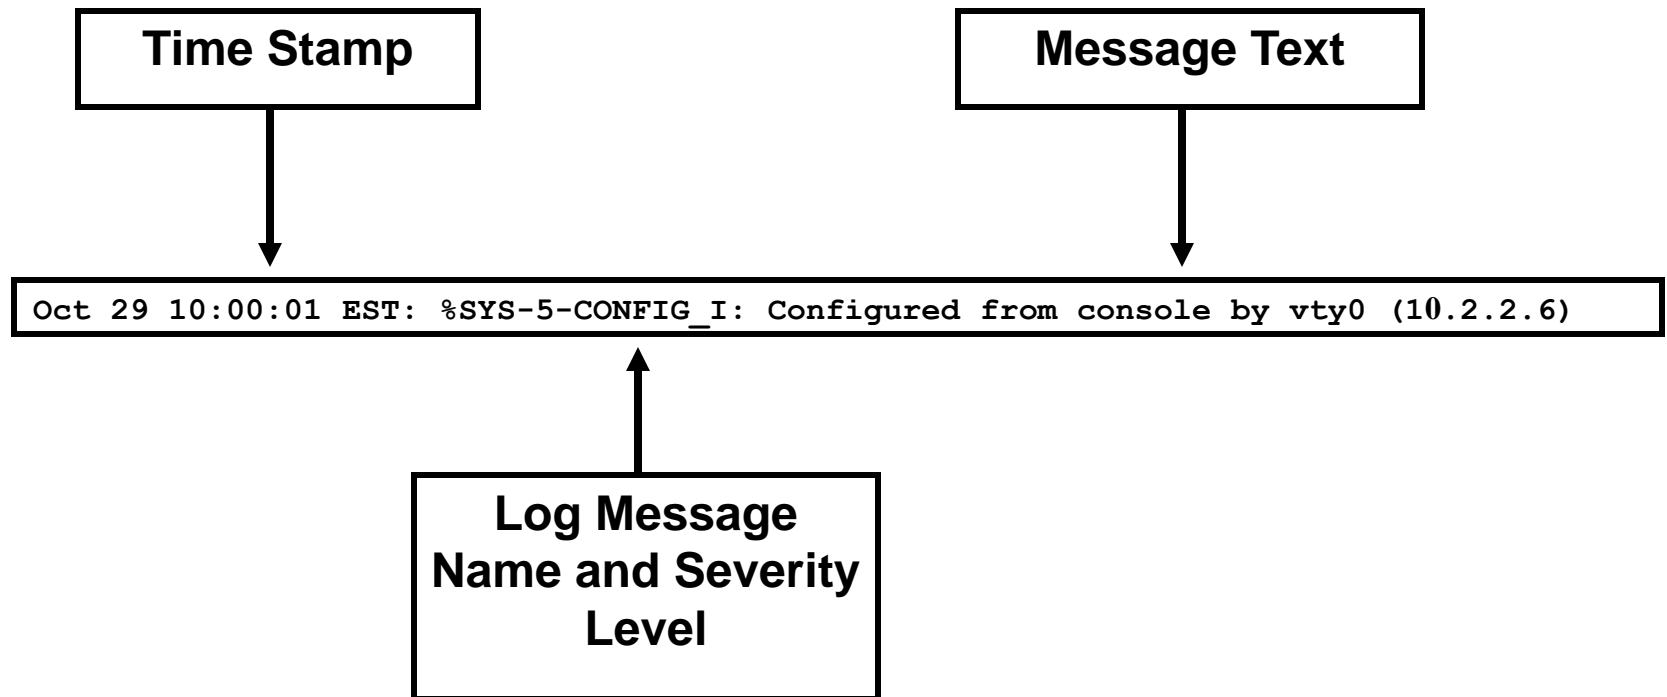 Time Stamp
Message Text
Oct 29 10:00:01 EST: %SYS-5-CONFIG_I: Configured from console by vty0 (10.2.2.6)
Log Message
Name and Severity
Level